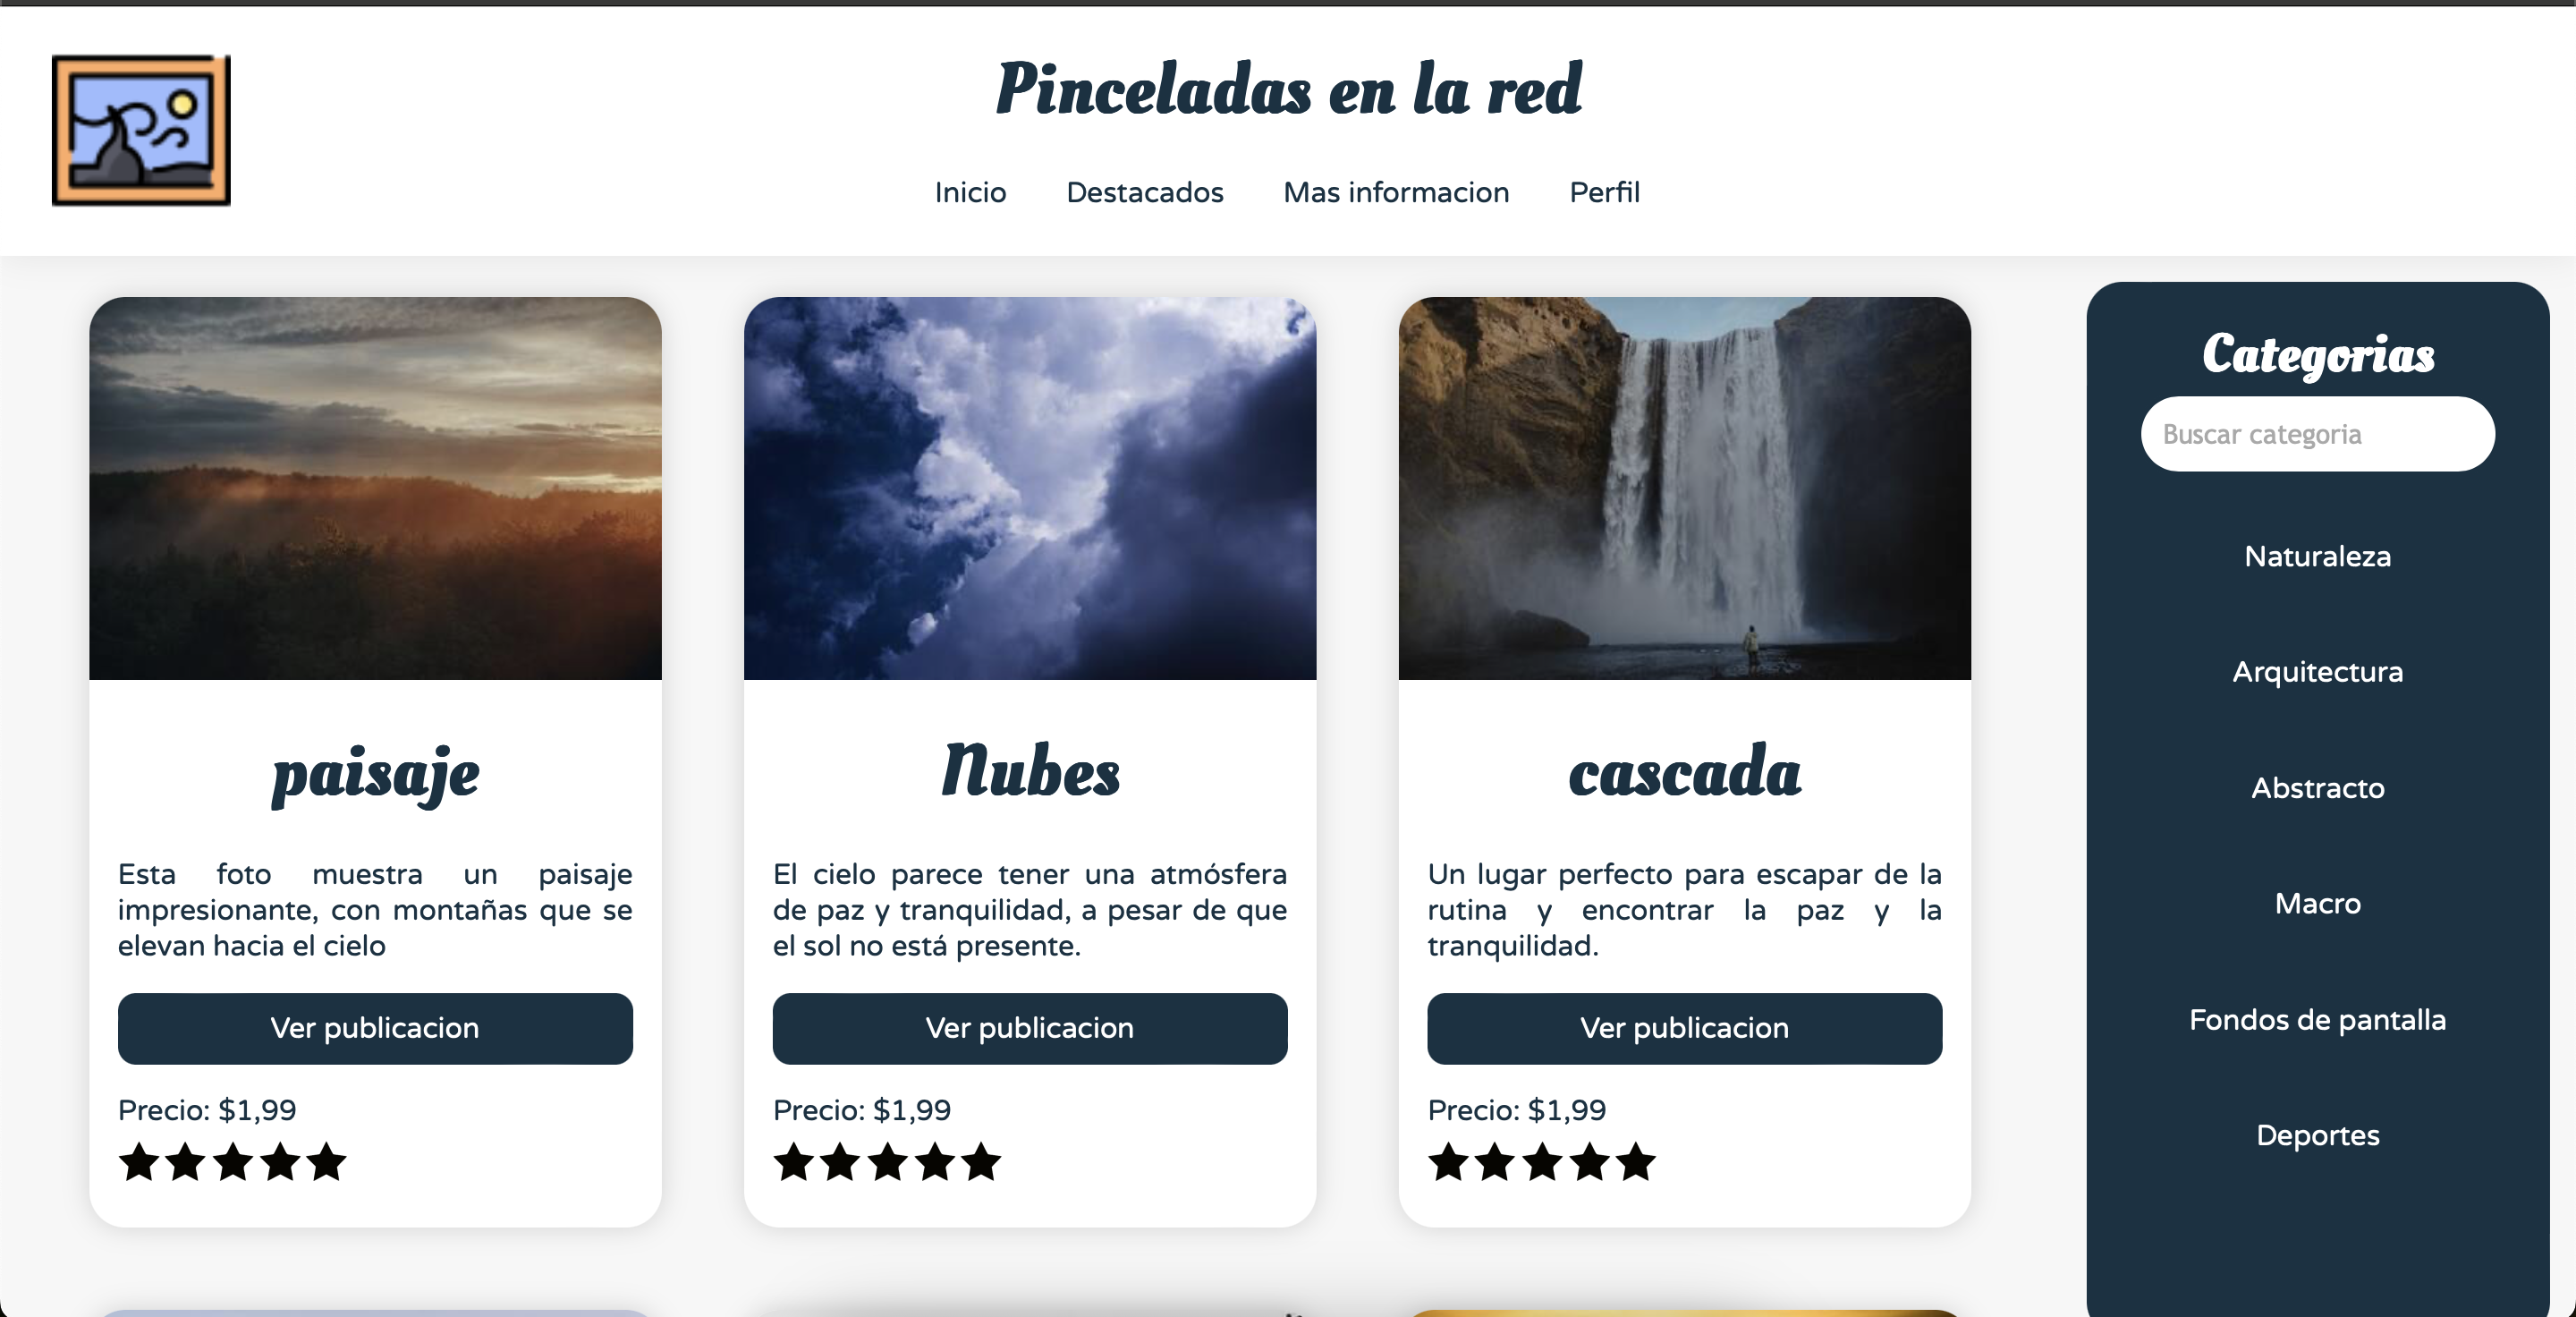 Pinceladas en la red
Inicio Destacados Mas informacion Perfil
paisaje
Esta foto muestra un paisaje
impresionante, con montañas que se
elevan hacia el cielo
Ver publicacion
Precio: $1,99
Nubes
El cielo parece tener una atmósfera
de paz y tranquilidad, a pesar de que
el sol no está presente.
Ver publicacion
Precio: $1,99
cascada
Un lugar perfecto para escapar de la
rutina y encontrar la paz y la
tranquilidad.
Ver publicacion
Precio: $1,99
Categorias
Buscar categoria
Naturaleza
Arquitectura
Abstracto
Macro
Fondos de pantalla
Deportes